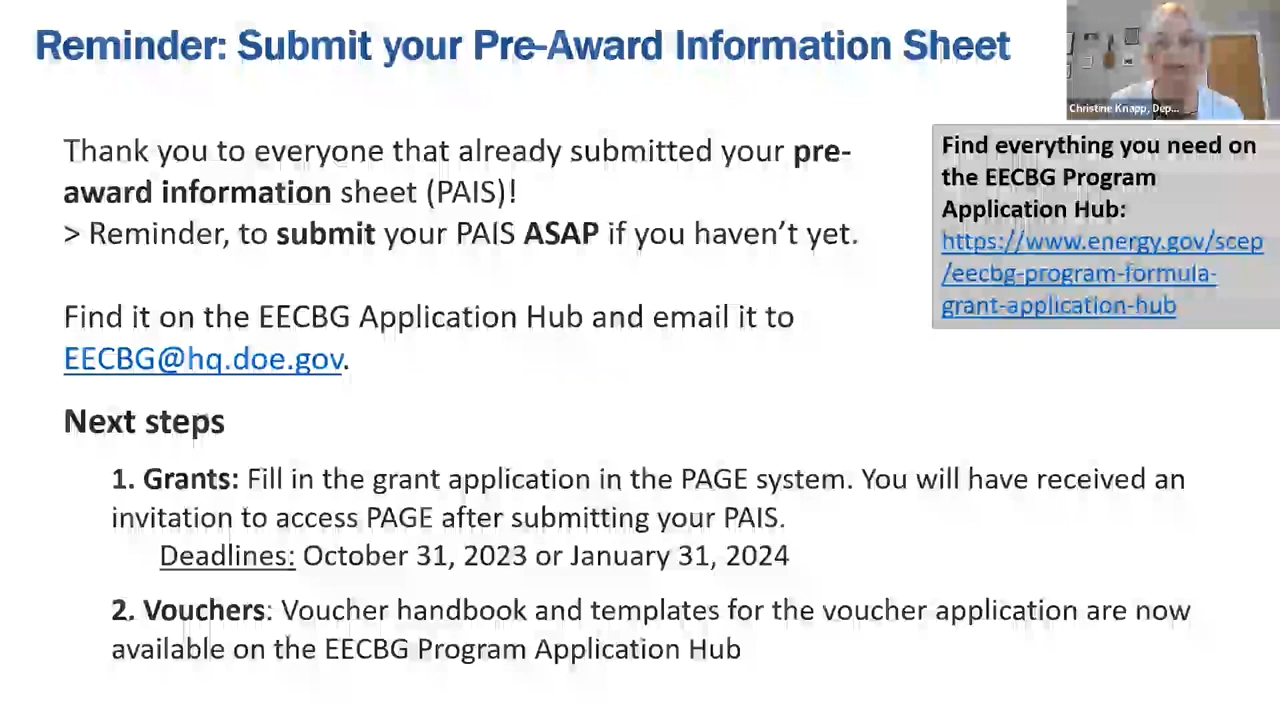 Reminder: Submit your Pre-Award Information Sheet
Christine Knapp, Dep...
Thank you to everyone that already submitted your pre-
award information sheet (PAIS)!
> Reminder, to submit your PAIS ASAP if you haven't yet.
Find it on the EECBG Application Hub and email it to
EECBG@hq.doe.gov.
Find everything you need on
the EECBG Program
Application Hub:
https://www.energy.gov/scep
/eecbg-program-formula-
grant-application-hub
Next steps
1. Grants: Fill in the grant application in the PAGE system. You will have received an
invitation to access PAGE after submitting your PAIS.
Deadlines: October 31, 2023 or January 31, 2024
2. Vouchers: Voucher handbook and templates for the voucher application are now
available on the EECBG Program Application Hub